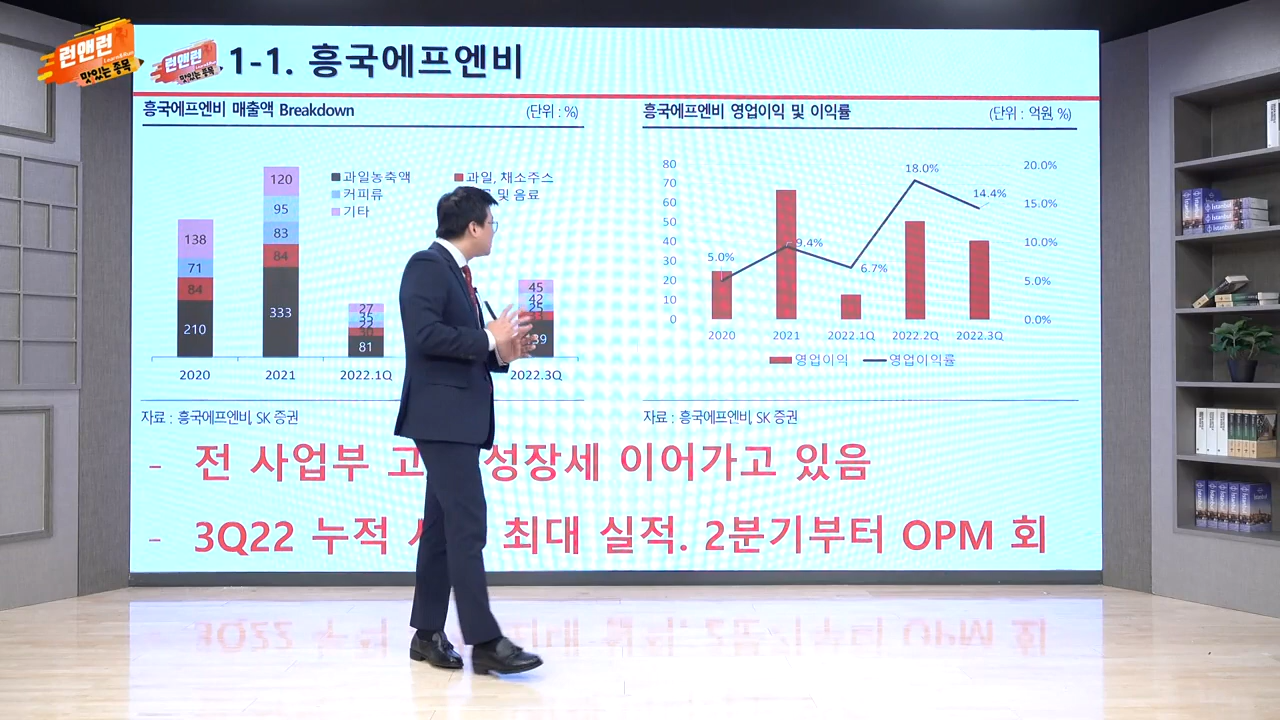 런앤런
맛있는 종목
런앤런
맛있는 종목
1-1. 흥국에프엔비
흥국에프엔비 매출액 Breakdown (단위 : %)
120
138
95
71
83
84
84
210
333
27
35
22
81
45
42
25
33
2020 2021 2022.1Q 2022.3Q
과일농축액 과일, 채소주스
커피류 및 음료
기타
자료 : 흥국에프엔비, SK 증권
흥국에프엔비 영업이익 및 이익률 (단위 : 억원, %)
80
70
60
50
40
30
20
10
0
20.0%
15.0%
10.0%
5.0%
0.0%
5.0%
9.4%
6.7%
18.0%
14.4%
2020 2021 2022.1Q 2022.2Q 2022.3Q
영업이익 영업이익률
자료 : 흥국에프엔비, SK 증권
- 전 사업부 고 성장세 이어가고 있음
- 3Q22 누적 최대 실적. 2분기부터 OPM 회
Istanbul